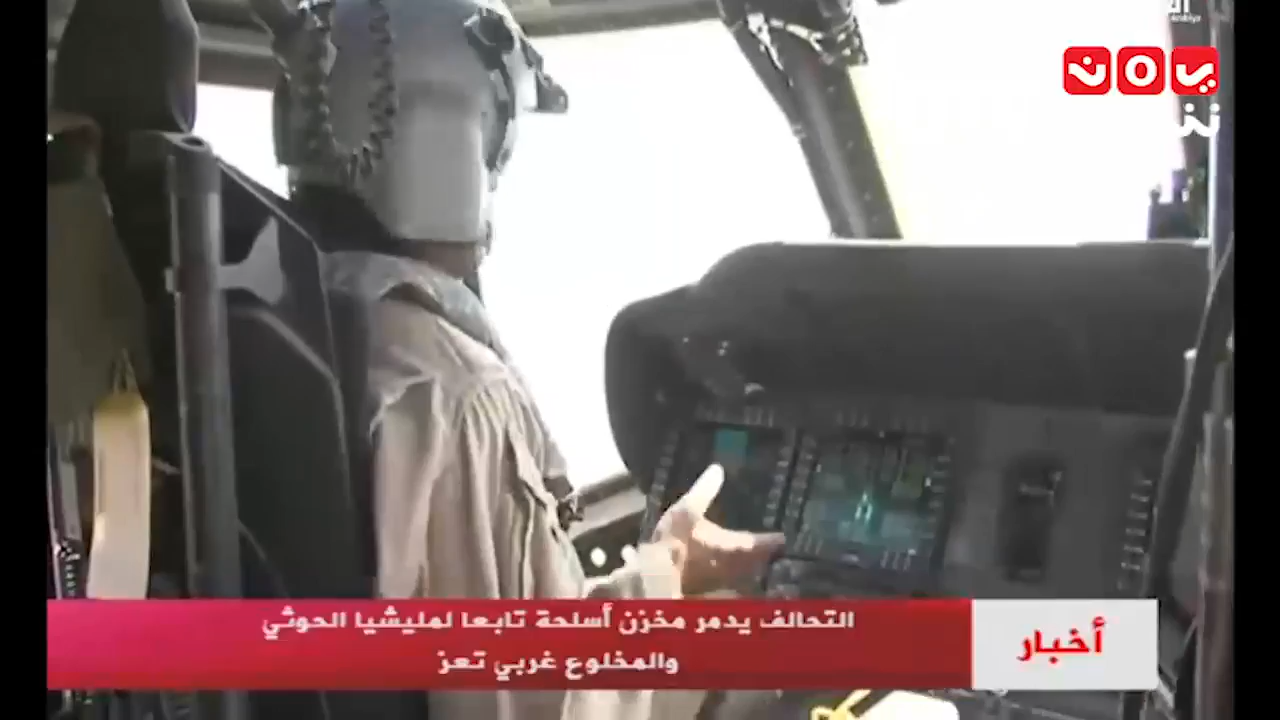 يمن
أخبار
التحالف يدمر مخزن أسلحة تابعا لمليشيا الحوثي
والمخلوع غربي تعز